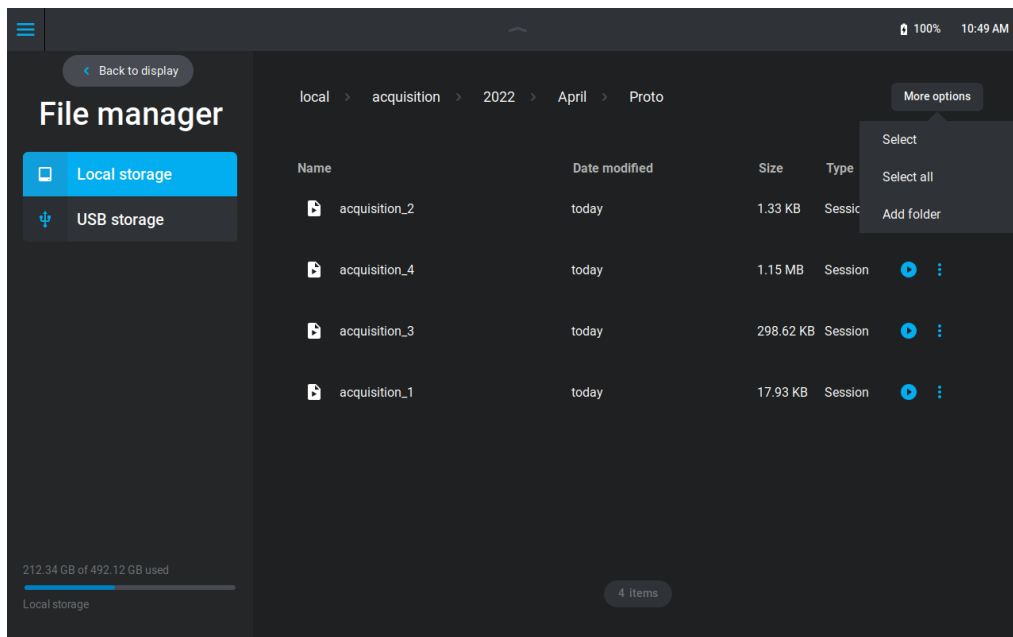 100% 10:49 AM
Back to display
File manager
Local storage
USB storage
212.34 GB of 492.12 GB used
Local storage
local > acquisition > 2022 > April > Proto
More options
Select
Select all
Add folder
Name Date modified Size Type
acquisition_2 today 1.33 KB Sessic
acquisition_4 today 1.15 MB Session
acquisition_3 today 298.62 KB Session
acquisition_1 today 17.93 KB Session
4 items